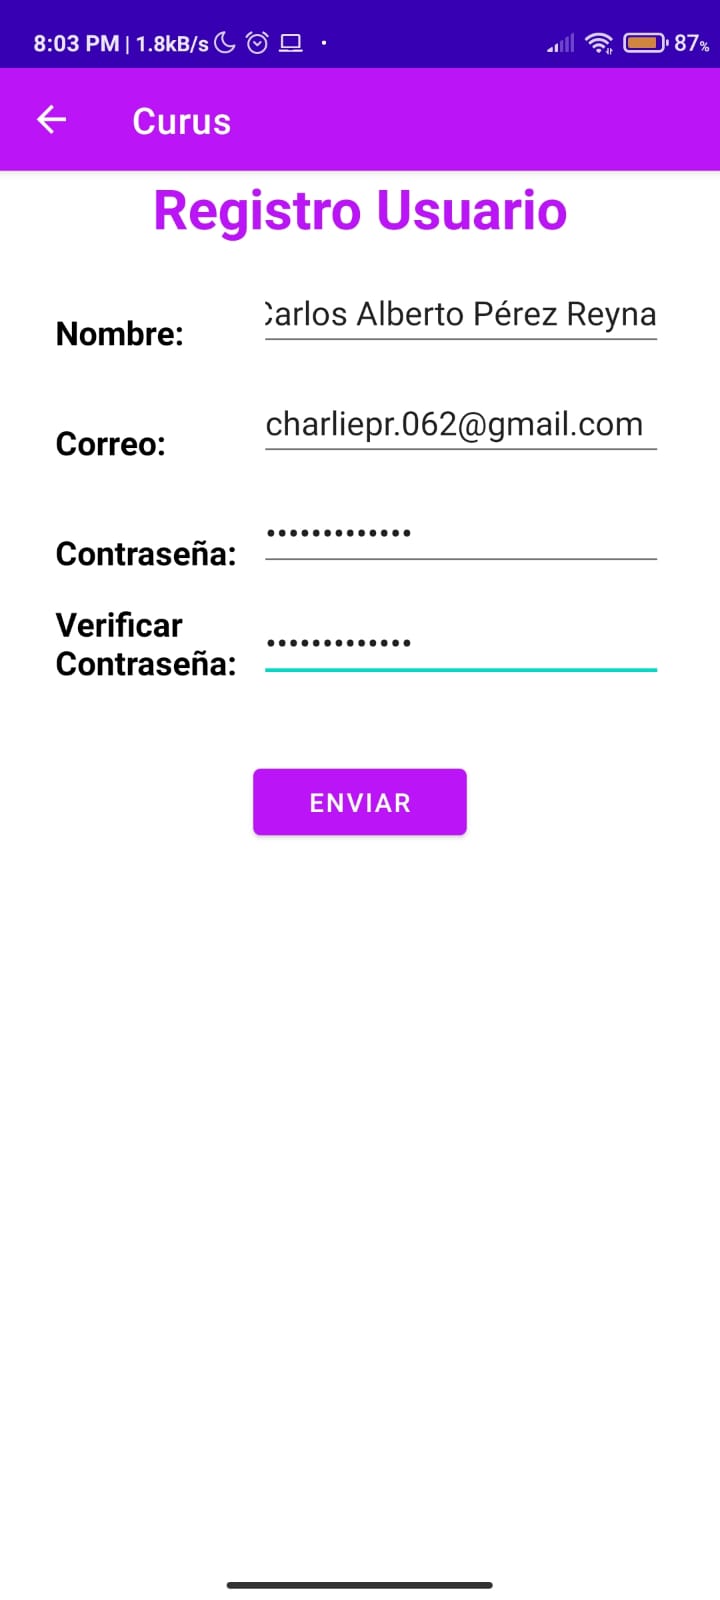 8:03 PM | 1.8kB/s 87%
Curus
Registro Usuario
Nombre: Carlos Alberto Pérez Reyna
Correo: charliepr.062@gmail.com
Contraseña: •••••••••••••
Verificar
Contraseña: •••••••••••••
ENVIAR